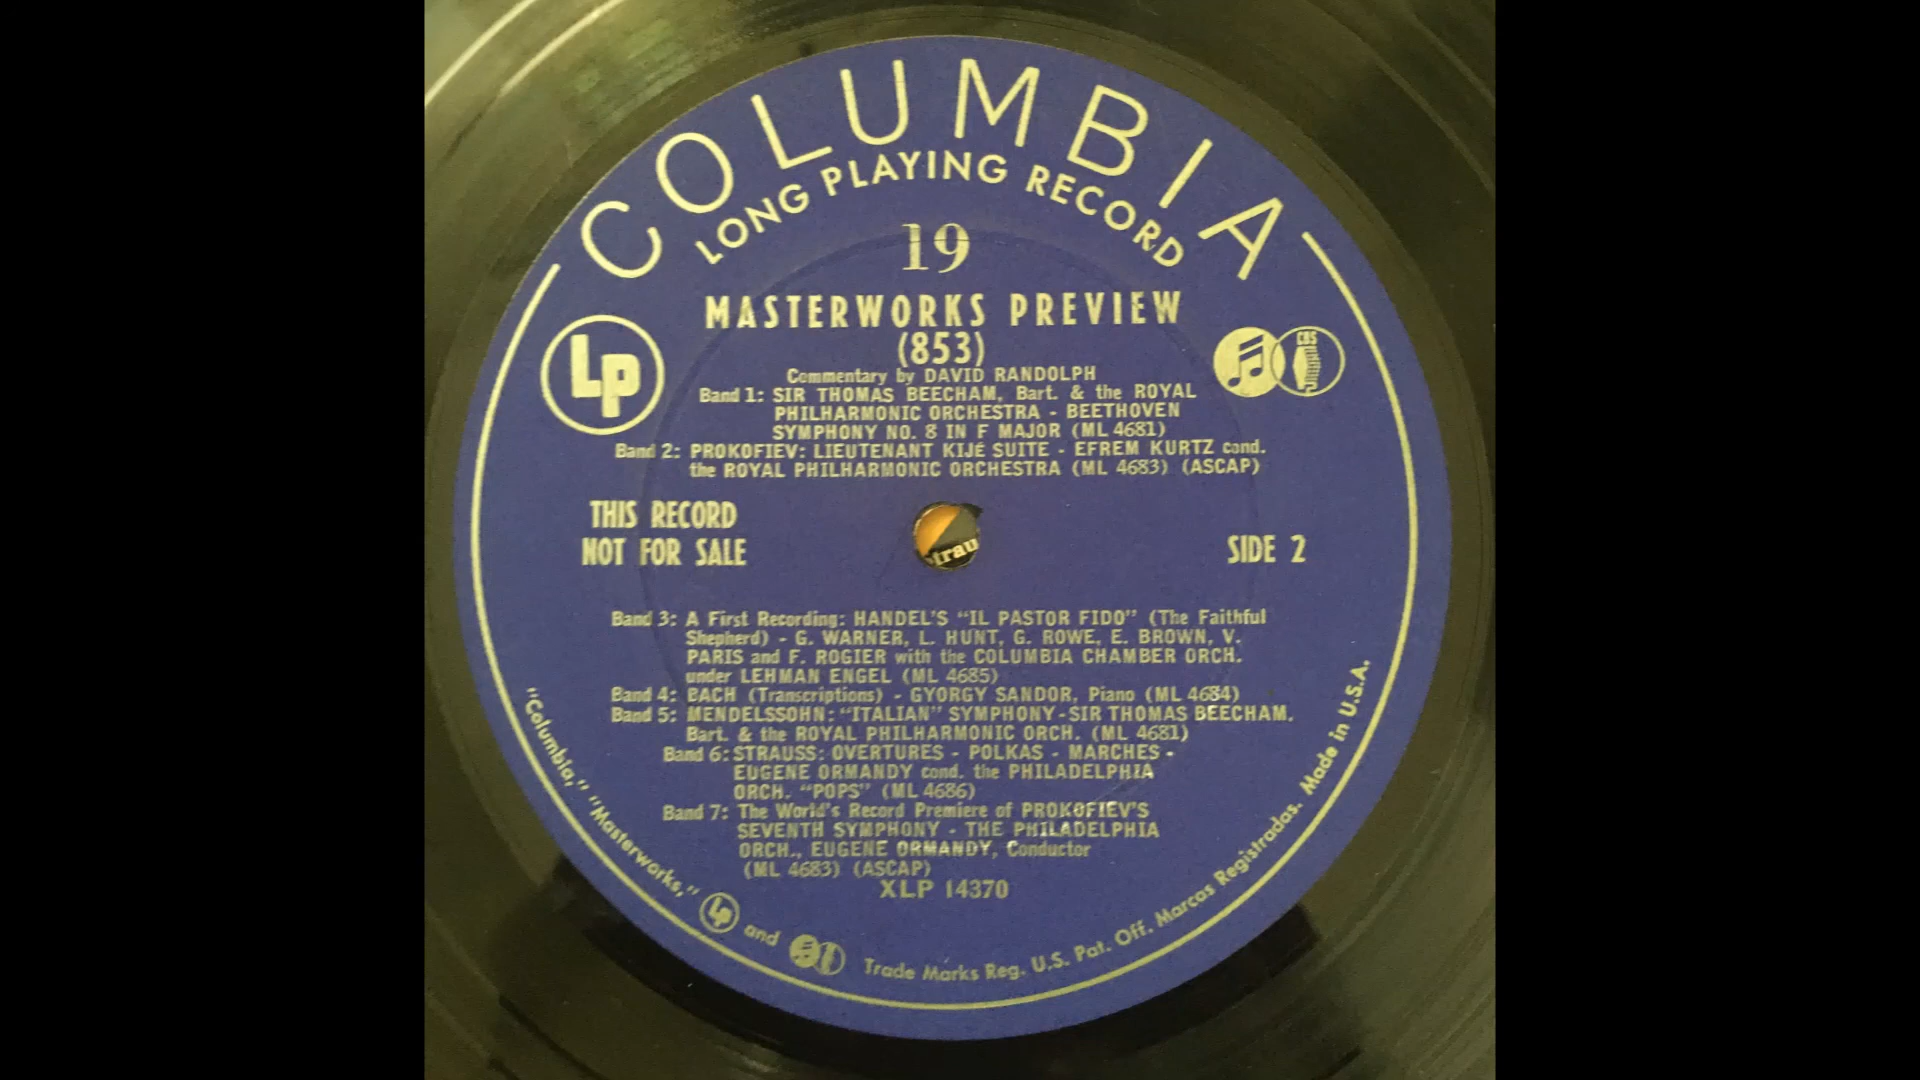 COLUMBIA
LONG PLAYING RECORD
19
MASTERWORKS PREVIEW
(853)
LP
CBS
Commentary by DAVID RANDOLPH
Band 1: SIR THOMAS BEECHAM, Bart. & the ROYAL
PHILHARMONIC ORCHESTRA - BEETHOVEN
SYMPHONY NO. 8 IN F MAJOR (ML 4681)
Band 2: PROKOFIEV: LIEUTENANT KIJÉ SUITE - EFREM KURTZ cond.
the ROYAL PHILHARMONIC ORCHESTRA (ML 4683) (ASCAP)
THIS RECORD
NOT FOR SALE
trau
SIDE 2
Band 3: A First Recording: HANDEL'S "IL PASTOR FIDO" (The Faithful
Shepherd) - G. WARNER, L. HUNT, G. ROWE, E. BROWN, V.
PARIS and F. ROGIER with the COLUMBIA CHAMBER ORCH.
under LEHMAN ENGEL (ML 4685)
Band 4: BACH (Transcriptions) - GYORGY SANDOR, Piano (ML 4684)
Band 5: MENDELSSOHN: "ITALIAN" SYMPHONY-SIR THOMAS BEECHAM,
Bart. & the ROYAL PHILHARMONIC ORCH. (ML 4681)
Band 6: STRAUSS: OVERTURES - POLKAS - MARCHES -
EUGENE ORMANDY cond. the PHILADELPHIA
ORCH. "POPS" (ML 4686)
Band 7: The World's Record Premiere of PROKOFIEV'S
SEVENTH SYMPHONY - THE PHILADELPHIA
ORCH., EUGENE ORMANDY, Conductor
(ML 4683) (ASCAP)
XLP 14370
"Columbia," "Masterworks," LP and Trade Marks Reg. U.S. Pat. Off. Marcas Registradas. Made in U.S.A.